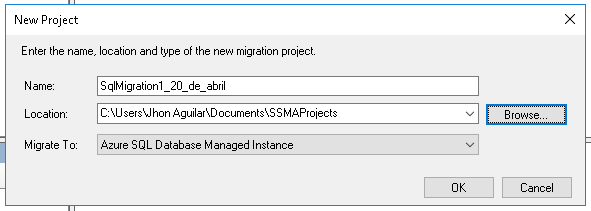 New Project
Enter the name, location and type of the new migration project.
Name: SqlMigration1_20_de_abril
Location: C:\Users\Jhon Aguilar\Documents\SSMAProjects Browse...
Migrate To: Azure SQL Database Managed Instance
OK Cancel